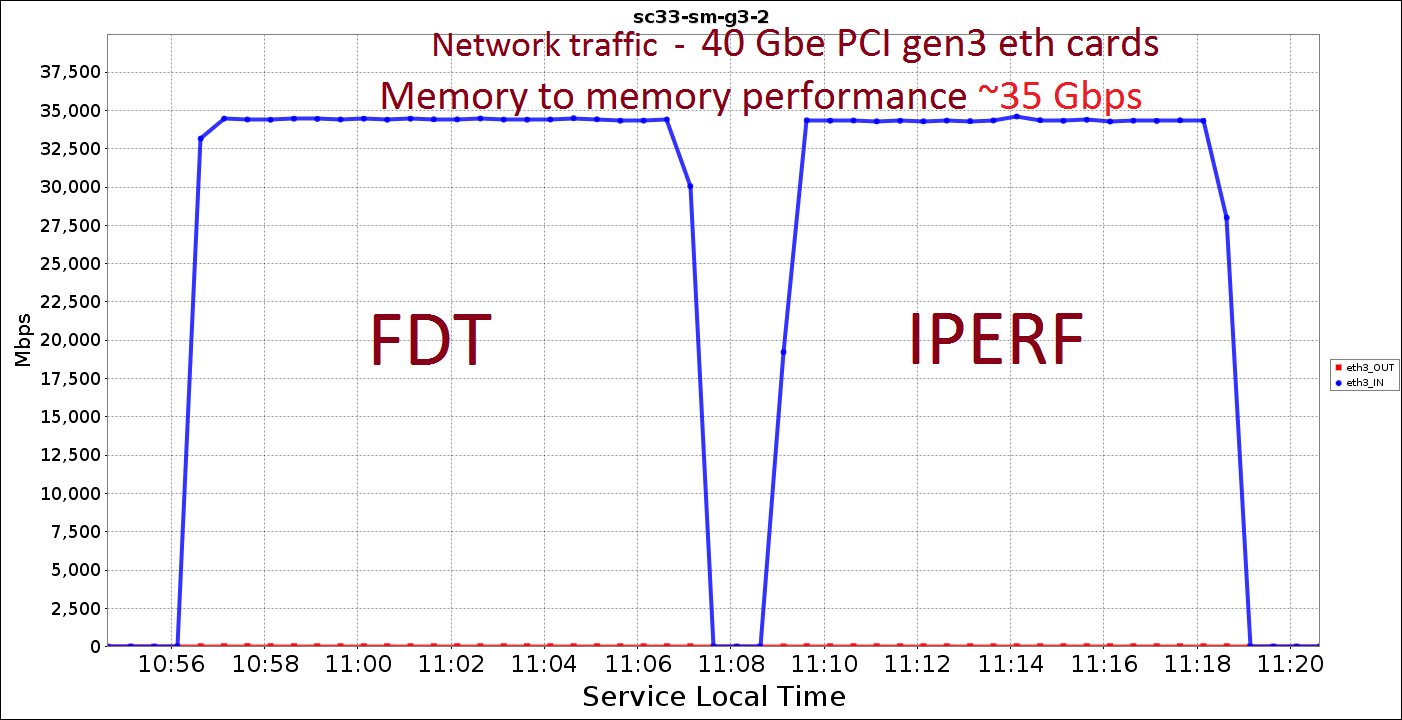 sc33-sm-g3-2
Network traffic - 40 Gbe PCI gen3 eth cards
Memory to memory performance ~35 Gbps
37,500
35,000
32,500
30,000
27,500
25,000
22,500
20,000
17,500
15,000
12,500
10,000
7,500
5,000
2,500
0
Mbps
FDT
IPERF
eth3_OUT
eth3_IN
10:56 10:58 11:00 11:02 11:04 11:06 11:08 11:10 11:12 11:14 11:16 11:18 11:20
Service Local Time